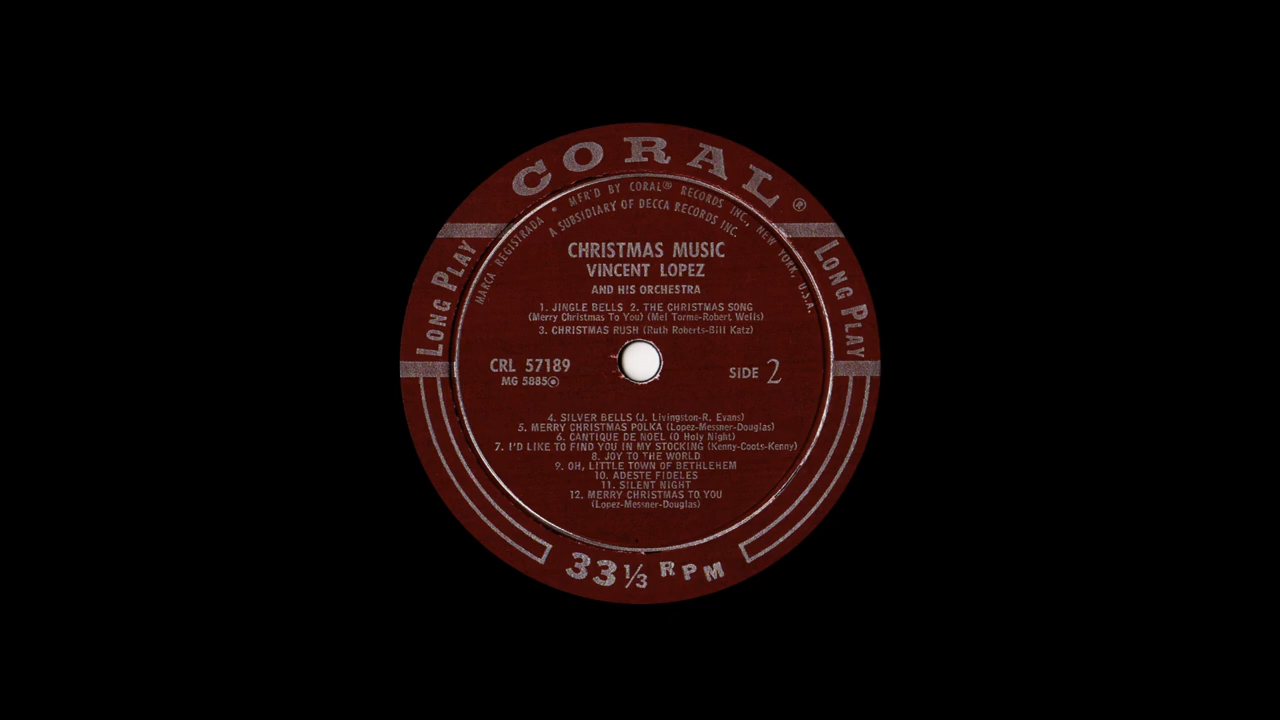 CORAL®
LONG PLAY
LONG PLAY
MARCA REGISTRADA • MFR'D BY CORAL® RECORDS INC., NEW YORK, U.S.A.
A SUBSIDIARY OF DECCA RECORDS INC.
CHRISTMAS MUSIC
VINCENT LOPEZ
AND HIS ORCHESTRA
1. JINGLE BELLS 2. THE CHRISTMAS SONG
(Merry Christmas To You) (Mel Torme-Robert Wells)
3. CHRISTMAS RUSH (Ruth Roberts-Bill Katz)
CRL 57189
MG 5885
SIDE 2
4. SILVER BELLS (J. Livingston-R. Evans)
5. MERRY CHRISTMAS POLKA (Lopez-Messner-Douglas)
6. CANTIQUE DE NOEL (O Holy Night)
7. I'D LIKE TO FIND YOU IN MY STOCKING (Kenny-Coots-Kenny)
8. JOY TO THE WORLD
9. OH, LITTLE TOWN OF BETHLEHEM
10. ADESTE FIDELES
11. SILENT NIGHT
12. MERRY CHRISTMAS TO YOU
(Lopez-Messner-Douglas)
33⅓ RPM